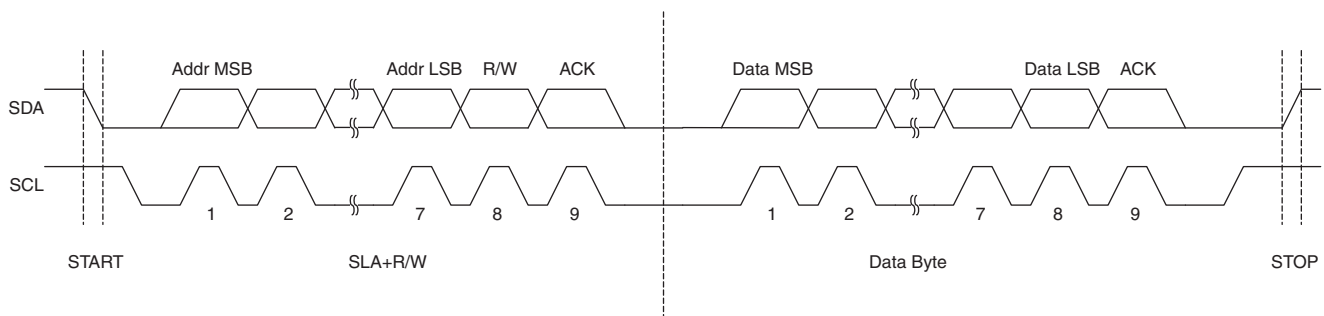 Addr MSB Addr LSB R/W ACK Data MSB Data LSB ACK
SDA
SCL
1 2 7 8 9 1 2 7 8 9
START SLA+R/W Data Byte STOP